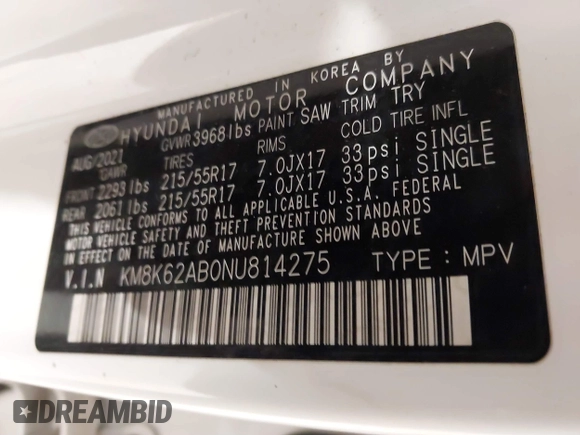 MANUFACTURED IN KOREA BY
HYUNDAI MOTOR COMPANY
AUG/2021 GVWR 3968lbs PAINT SAW TRIM TRY
GAWR TIRES RIMS COLD TIRE INFL
FRONT 2293lbs 215/55R17 7.0JX17 33psi SINGLE
REAR 2061lbs 215/55R17 7.0JX17 33psi SINGLE
THIS VEHICLE CONFORMS TO ALL APPLICABLE U.S.A. FEDERAL
MOTOR VEHICLE SAFETY AND THEFT PREVENTION STANDARDS
IN EFFECT ON THE DATE OF MANUFACTURE SHOWN ABOVE
V.I.N KM8K62AB0NU814275 TYPE : MPV
DREAMBID